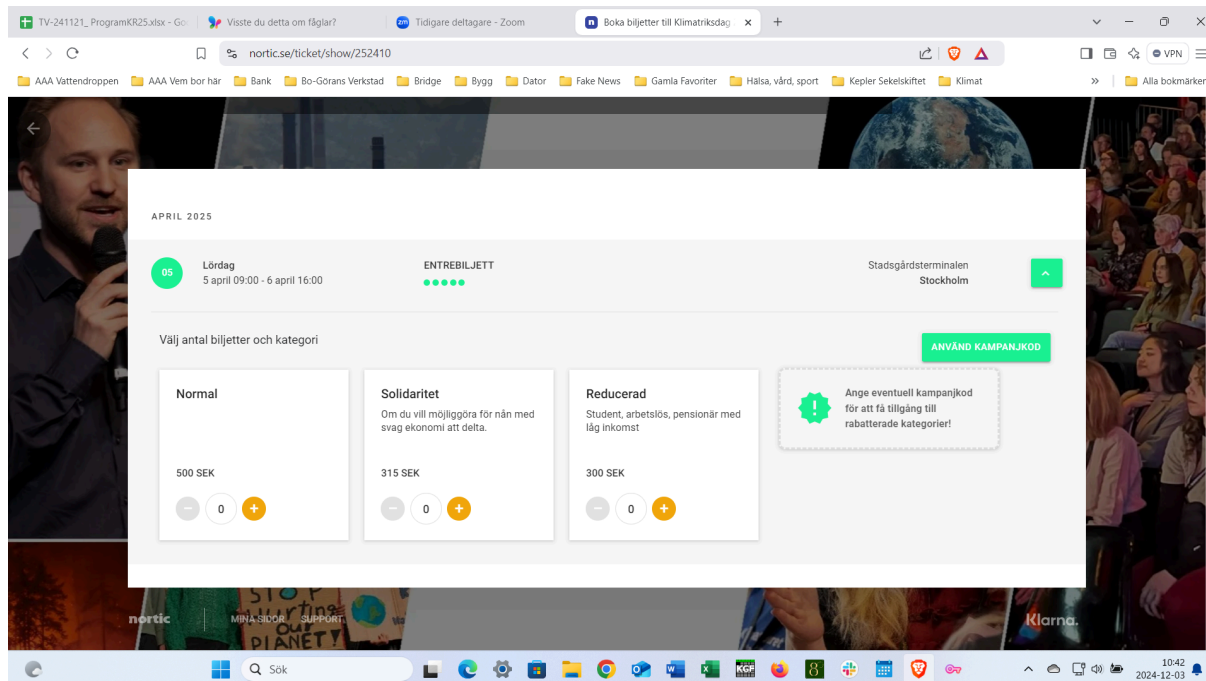 TV-241121_ ProgramKR25.xlsx - Go
Visste du detta om fåglar?
Tidigare deltagare - Zoom
Boka biljetter till Klimatriksdag
nortic.se/ticket/show/252410
VPN
AAA Vattendroppen
AAA Vem bor här
Bank
Bo-Görans Verkstad
Bridge
Bygg
Dator
Fake News
Gamla Favoriter
Hälsa, vård, sport
Kepler Sekelskiftet
Klimat
Alla bokmärken
APRIL 2025
05
Lördag
5 april 09:00 - 6 april 16:00
ENTREBILJETT
Stadsgårdsterminalen
Stockholm
Välj antal biljetter och kategori
ANVÄND KAMPANJKOD
Normal
500 SEK
0
Solidaritet
Om du vill möjliggöra för nån med
svag ekonomi att delta.
315 SEK
0
Reducerad
Student, arbetslös, pensionär med
låg inkomst
300 SEK
0
Ange eventuell kampanjkod
för att få tillgång till
rabatterade kategorier!
STOP
HURTING
OUR
PLANET!
nortic
MINA SIDOR
SUPPORT
Klarna.
Sök
KGF
10:42
2024-12-03